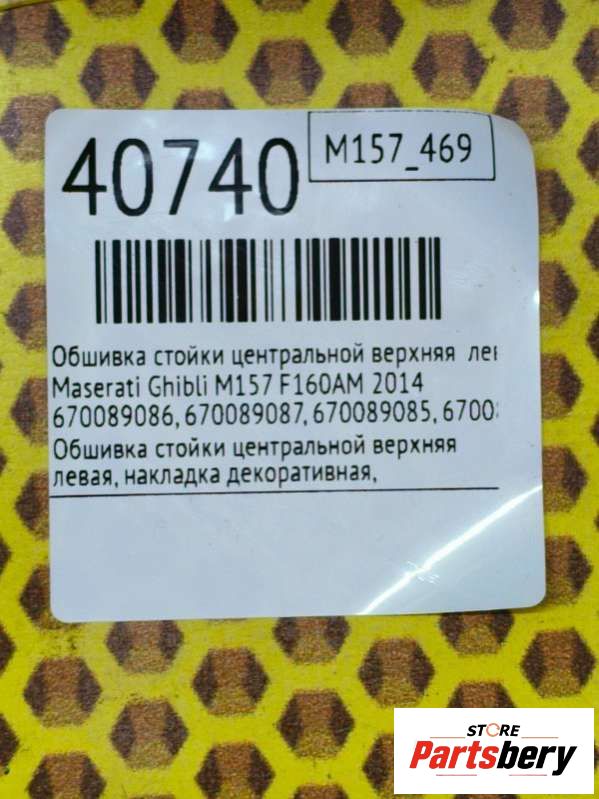 40740
M157_469
Обшивка стойки центральной верхняя
Maserati Ghibli M157 F160AM 2014
670089086, 670089087, 670089085,
Обшивка стойки центральной верхняя
левая, накладка декоративная,
STORE
Partsbery